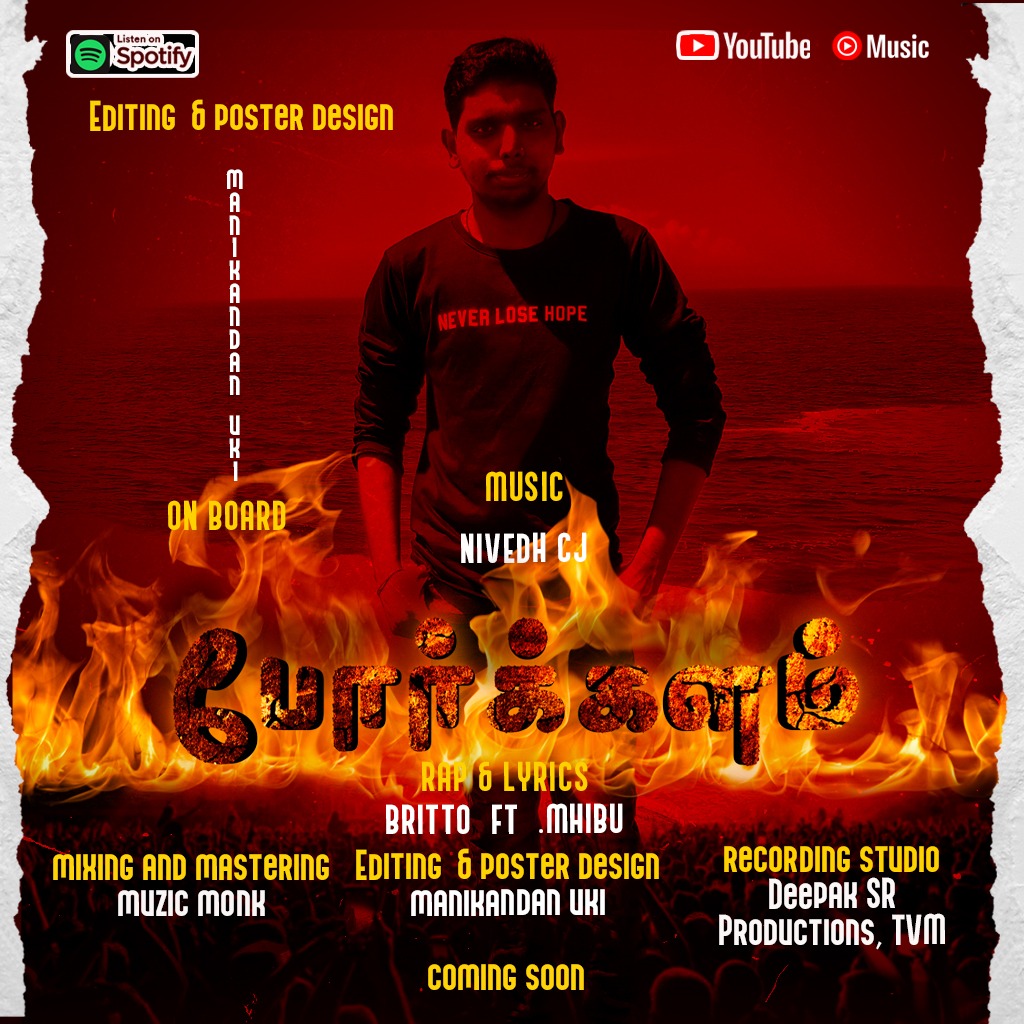 Listen on
Spotify
YouTube Music
Editing & Poster Design
MANIKANDAN UKI
ON BOARD
NEVER LOSE HOPE
MUSIC
NIVEDH CJ
போர்க்களம்
RAP & LYRICS
BRITTO FT .MHIBU
Mixing and Mastering
Muzic Monk
Editing & Poster Design
Manikandan Uki
Recording Studio
Deepak SR
Productions, TVM
Coming Soon